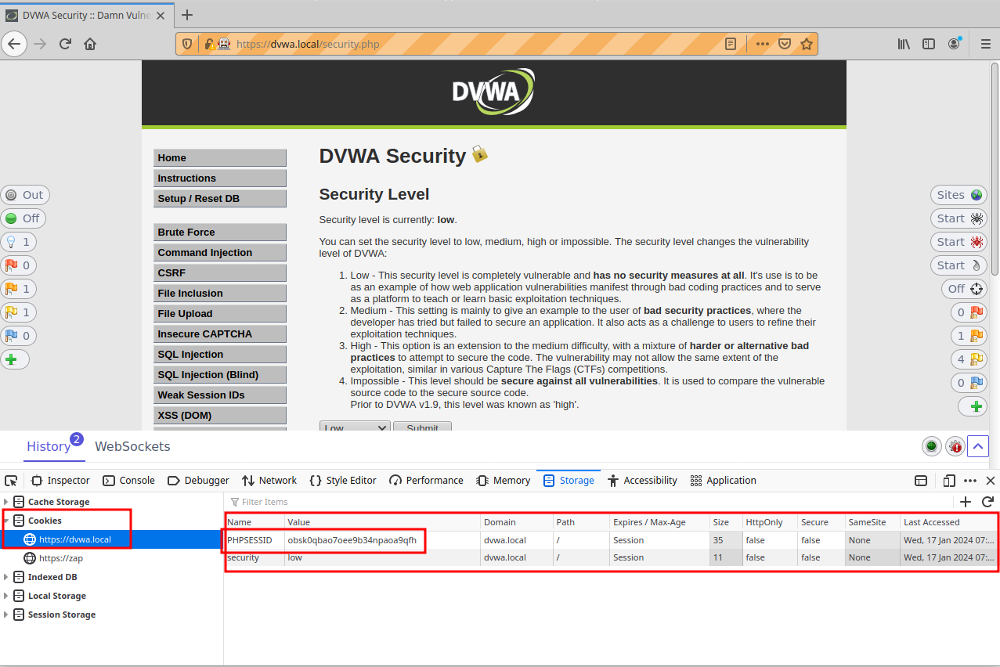 DVWA Security :: Damn Vulne
https://dvwa.local/security.php
DVWA
Home
Instructions
Setup / Reset DB
Brute Force
Command Injection
CSRF
File Inclusion
File Upload
Insecure CAPTCHA
SQL Injection
SQL Injection (Blind)
Weak Session IDs
XSS (DOM)
DVWA Security
Security Level
Security level is currently: low.
You can set the security level to low, medium, high or impossible. The security level changes the vulnerability
level of DVWA:
1. Low - This security level is completely vulnerable and has no security measures at all. It's use is to be
as an example of how web application vulnerabilities manifest through bad coding practices and to serve
as a platform to teach or learn basic exploitation techniques.
2. Medium - This setting is mainly to give an example to the user of bad security practices, where the
developer has tried but failed to secure an application. It also acts as a challenge to users to refine their
exploitation techniques.
3. High - This option is an extension to the medium difficulty, with a mixture of harder or alternative bad
practices to attempt to secure the code. The vulnerability may not allow the same extent of the
exploitation, similar in various Capture The Flags (CTFs) competitions.
4. Impossible - This level should be secure against all vulnerabilities. It is used to compare the vulnerable
source code to the secure source code.
Prior to DVWA v1.9, this level was known as 'high'.
Low Submit
Out
Off
1
0
1
1
0
Sites
Start
Start
Start
Off
0
1
4
0
History 2 WebSockets
Inspector Console Debugger Network Style Editor Performance Memory Storage Accessibility Application
Cache Storage
Cookies
https://dvwa.local
https://zap
Indexed DB
Local Storage
Session Storage
Filter Items
Name Value Domain Path Expires / Max-Age Size HttpOnly Secure SameSite Last Accessed
PHPSESSID obsk0qbao7oee9b34npaoa9qfh dvwa.local / Session 35 false false None Wed, 17 Jan 2024 07:...
security low dvwa.local / Session 11 false false None Wed, 17 Jan 2024 07:...